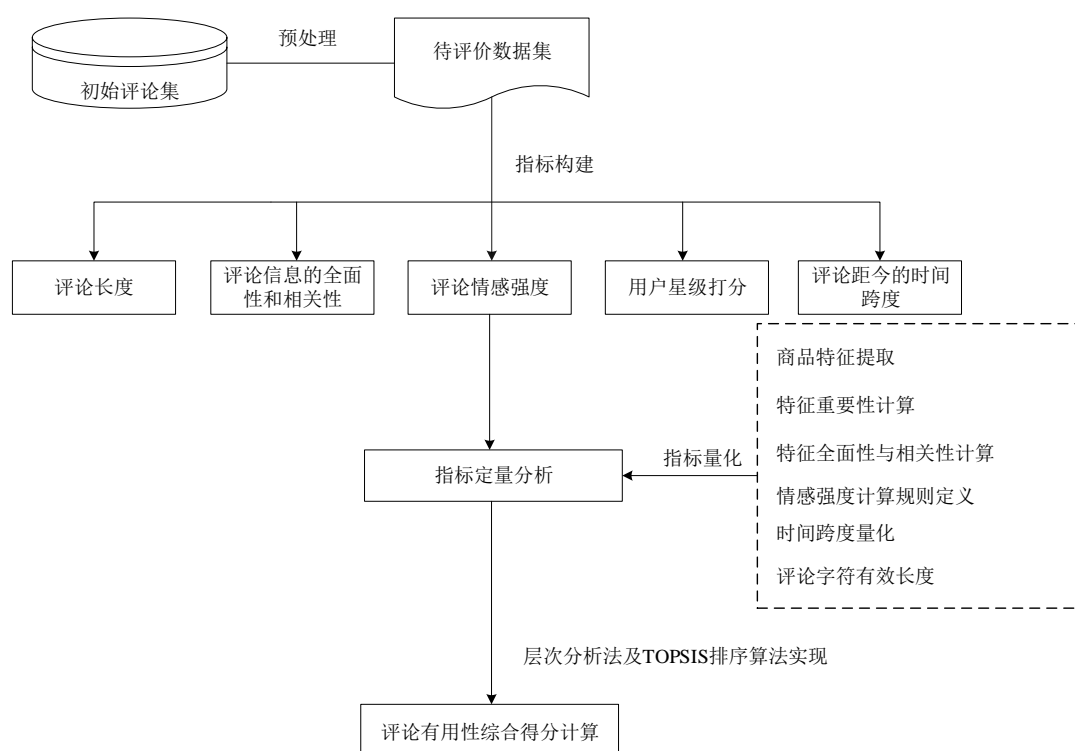 预处理
初始评论集
待评价数据集
指标构建
评论长度
评论信息的全面
性和相关性
评论情感强度
用户星级打分
评论距今的时间
跨度
商品特征提取
特征重要性计算
特征全面性与相关性计算
情感强度计算规则定义
时间跨度量化
评论字符有效长度
指标量化
指标定量分析
层次分析法及TOPSIS排序算法实现
评论有用性综合得分计算